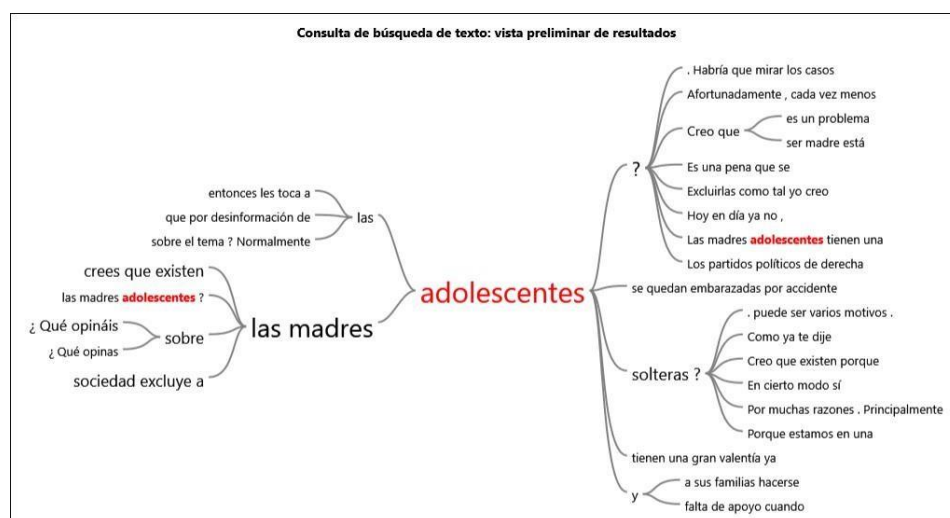 Consulta de búsqueda de texto: vista preliminar de resultados
entonces les toca a
que por desinformación de
sobre el tema ? Normalmente
las
crees que existen
las madres adolescentes ?
¿ Qué opináis
¿ Qué opinas
sobre
sociedad excluye a
las madres
adolescentes
?
. Habría que mirar los casos
Afortunadamente , cada vez menos
Creo que
es un problema
ser madre está
Es una pena que se
Excluirlas como tal yo creo
Hoy en día ya no ,
Las madres adolescentes tienen una
Los partidos políticos de derecha
se quedan embarazadas por accidente
solteras ?
. puede ser varios motivos .
Como ya te dije
Creo que existen porque
En cierto modo sí
Por muchas razones . Principalmente
Porque estamos en una
tienen una gran valentía ya
y
a sus familias hacerse
falta de apoyo cuando